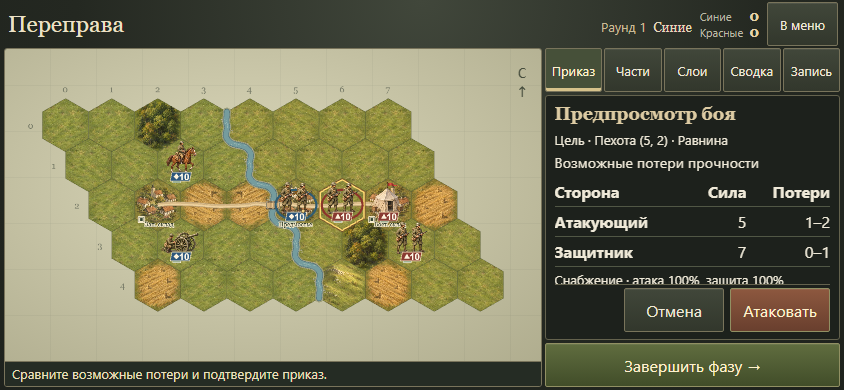 Переправа
Раунд 1 Синие
Синие 0
Красные 0
В меню
Приказ Части Слои Сводка Запись
С
↑
0 1 2 3 4 5 6 7
0
1
2
3
4
10
10
10
10
10
10
Предпросмотр боя
Цель · Пехота (5, 2) · Равнина
Возможные потери прочности
Сторона Сила Потери
Атакующий 5 1–2
Защитник 7 0–1
Снабжение · атака 100%, защита 100%
Отмена Атаковать
Сравните возможные потери и подтвердите приказ.
Завершить фазу →